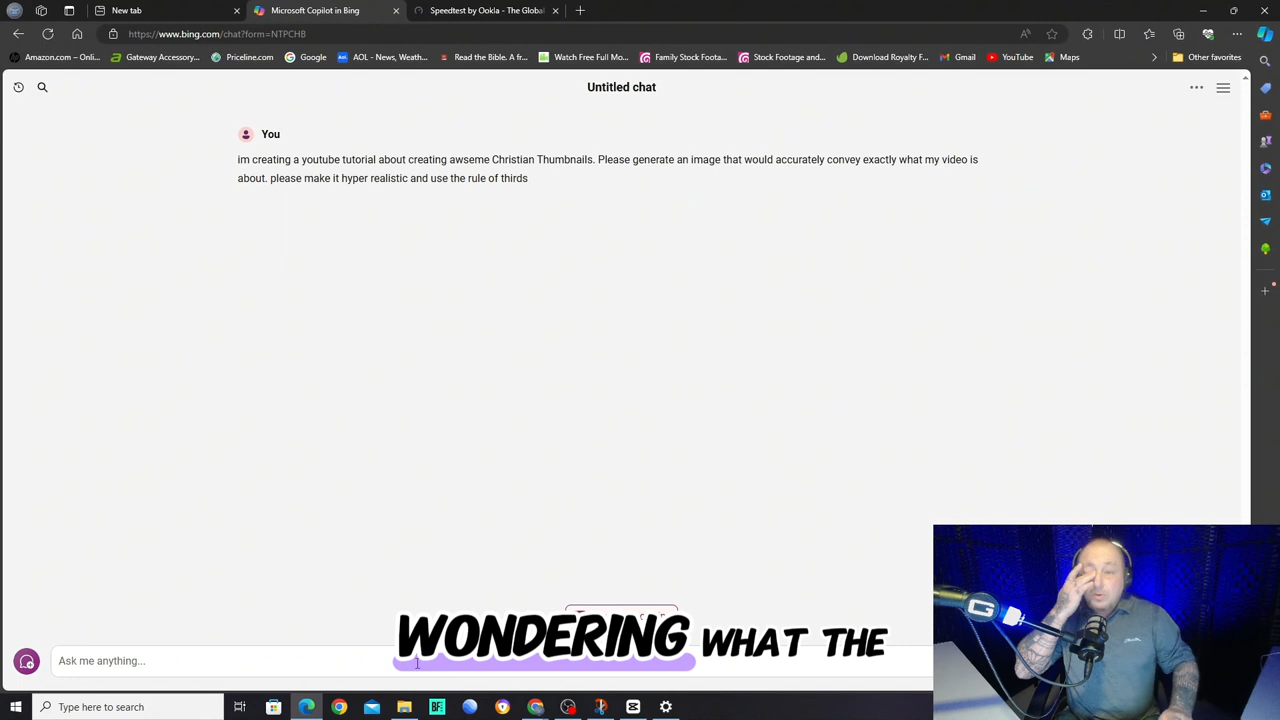 New tab
Microsoft Copilot in Bing
Speedtest by Ookla - The Global
https://www.bing.com/chat?form=NTPCHB
Amazon.com – Onli...
Gateway Accessory...
Priceline.com
Google
AOL - News, Weath...
Read the Bible. A fr...
Watch Free Full Mo...
Family Stock Foota...
Stock Footage and...
Download Royalty F...
Gmail
YouTube
Maps
Other favorites
Untitled chat
You
im creating a youtube tutorial about creating awseme Christian Thumbnails. Please generate an image that would accurately convey exactly what my video is
about. please make it hyper realistic and use the rule of thirds
WONDERING WHAT THE
Ask me anything...
Type here to search